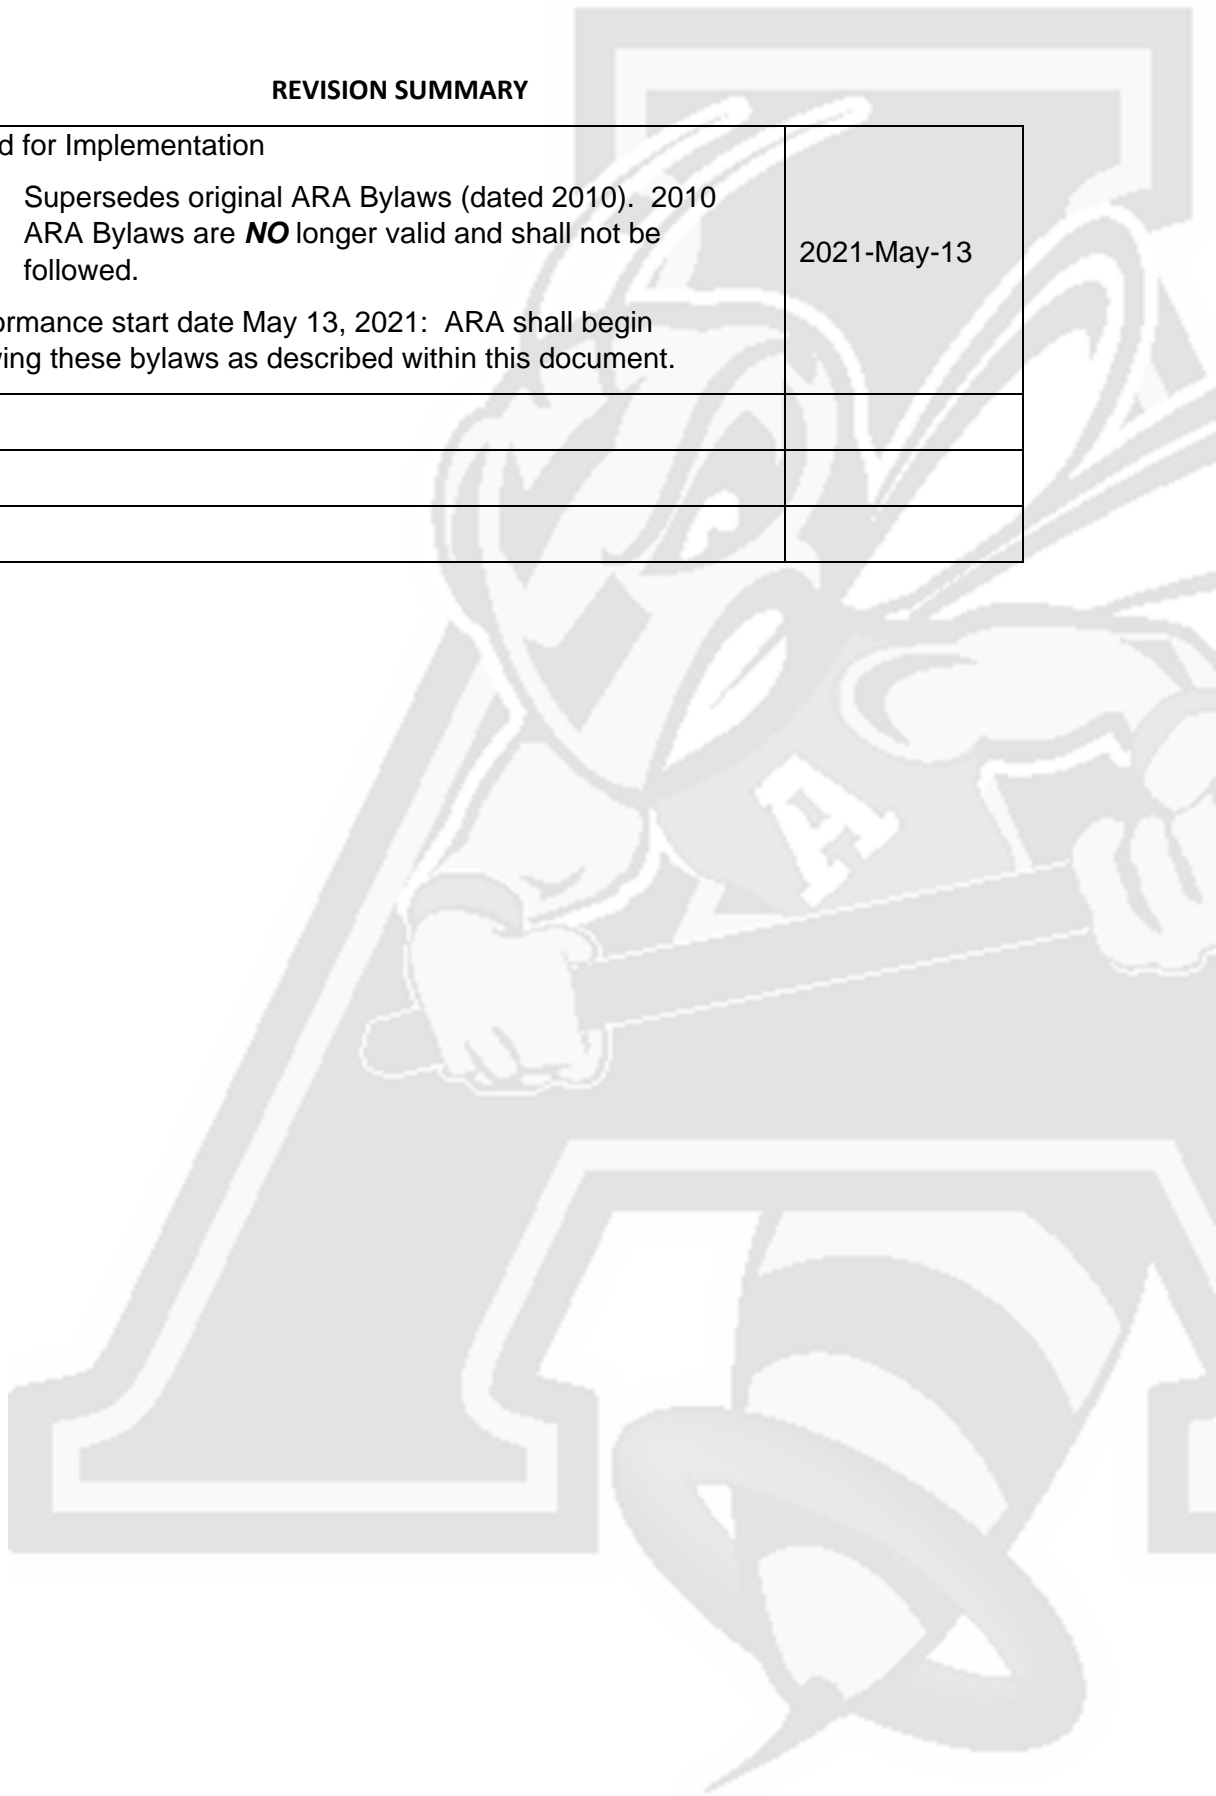 REVISION SUMMARY
d for Implementation
Supersedes original ARA Bylaws (dated 2010).  2010
ARA Bylaws are NO longer valid and shall not be
followed.
2021-May-13
ormance start date May 13, 2021:  ARA shall begin
ing these bylaws as described within this document.
A